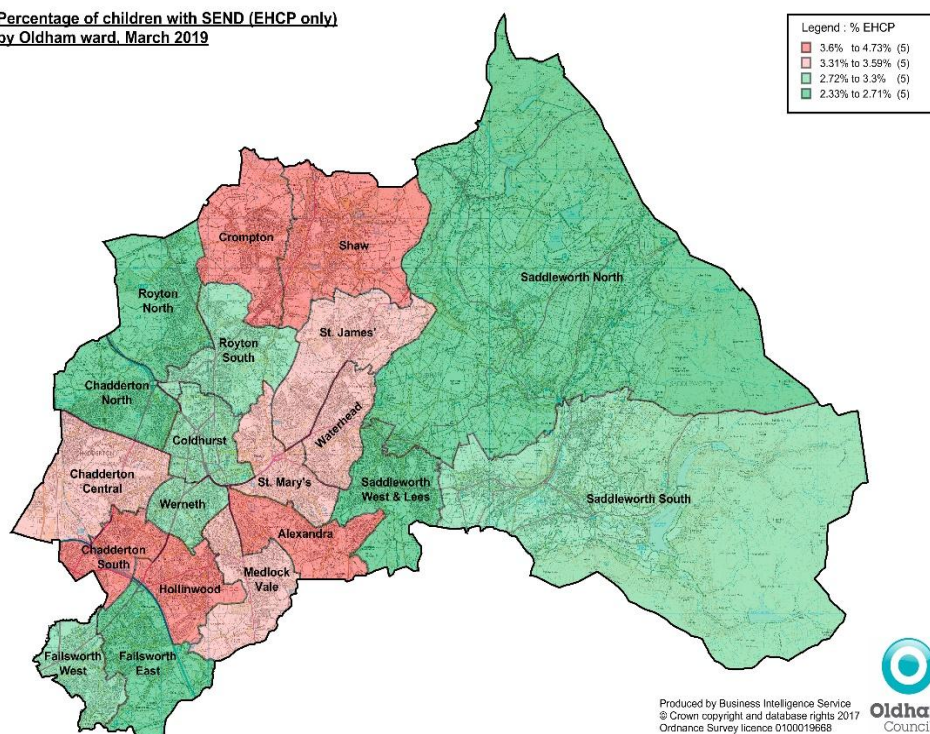 Percentage of children with SEND (EHCP only)
by Oldham ward, March 2019
Legend : % EHCP
3.6% to 4.73% (5)
3.31% to 3.59% (5)
2.72% to 3.3% (5)
2.33% to 2.71% (5)
Crompton
Shaw
Saddleworth North
Royton
North
St. James'
Royton
South
Chadderton
North
Waterhead
Coldhurst
Chadderton
Central
St. Mary's
Saddleworth
West & Lees
Saddleworth South
Werneth
Alexandra
Chadderton
South
Medlock
Vale
Hollinwood
Failsworth
West
Failsworth
East
Produced by Business Intelligence Service
© Crown copyright and database rights 2017
Ordnance Survey licence 0100019668
Oldha
Counci